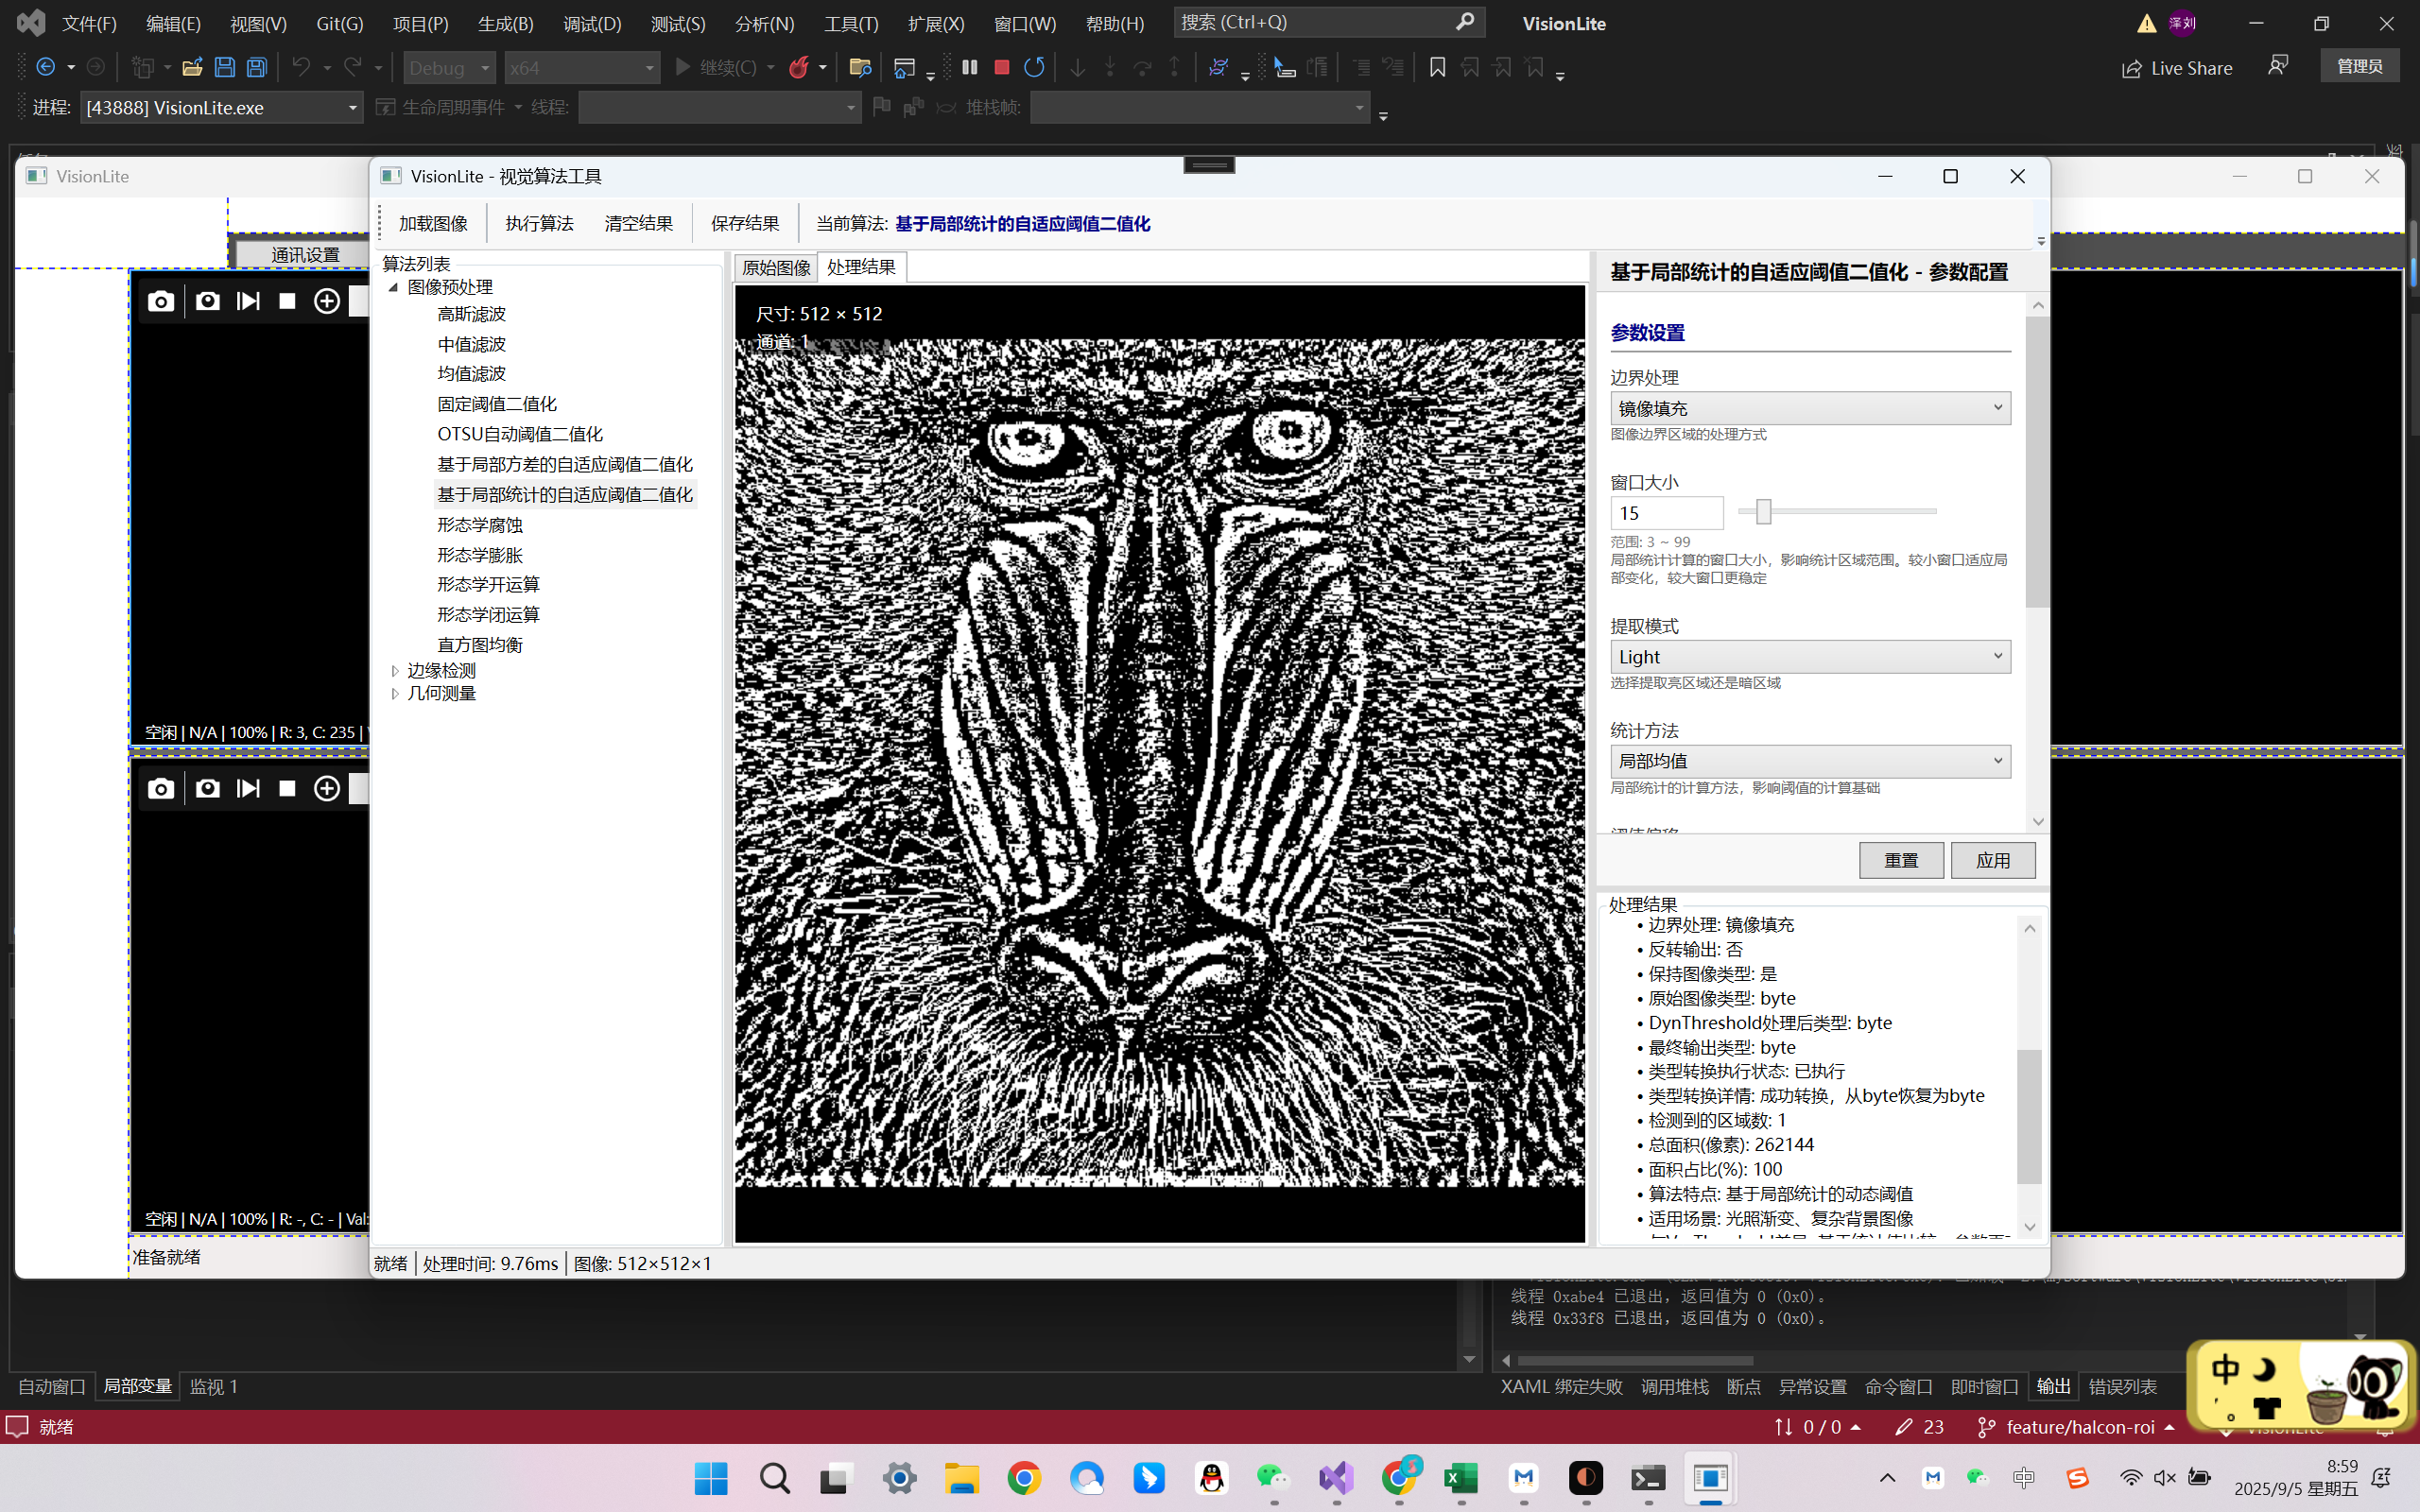 文件(F) 编辑(E) 视图(V) Git(G) 项目(P) 生成(B) 调试(D) 测试(S) 分析(N) 工具(T) 扩展(X) 窗口(W) 帮助(H) 搜索 (Ctrl+Q) VisionLite 泽刘
Debug x64 继续(C) Live Share 管理员
进程: [43888] VisionLite.exe 生命周期事件 线程: 堆栈帧:
VisionLite
通讯设置
空闲 | N/A | 100% | R: 3, C: 235 |
空闲 | N/A | 100% | R: -, C: - | Val:
准备就绪
VisionLite - 视觉算法工具
加载图像 执行算法 清空结果 保存结果 当前算法: 基于局部统计的自适应阈值二值化
算法列表
图像预处理
高斯滤波
中值滤波
均值滤波
固定阈值二值化
OTSU自动阈值二值化
基于局部方差的自适应阈值二值化
基于局部统计的自适应阈值二值化
形态学腐蚀
形态学膨胀
形态学开运算
形态学闭运算
直方图均衡
边缘检测
几何测量
原始图像 处理结果
尺寸: 512 × 512
通道: 1
基于局部统计的自适应阈值二值化 - 参数配置
参数设置
边界处理
镜像填充
图像边界区域的处理方式
窗口大小
15
范围: 3 ~ 99
局部统计计算的窗口大小，影响统计区域范围。较小窗口适应局
部变化，较大窗口更稳定
提取模式
Light
选择提取亮区域还是暗区域
统计方法
局部均值
局部统计的计算方法，影响阈值的计算基础
重置 应用
处理结果
• 边界处理: 镜像填充
• 反转输出: 否
• 保持图像类型: 是
• 原始图像类型: byte
• DynThreshold处理后类型: byte
• 最终输出类型: byte
• 类型转换执行状态: 已执行
• 类型转换详情: 成功转换，从byte恢复为byte
• 检测到的区域数: 1
• 总面积(像素): 262144
• 面积占比(%): 100
• 算法特点: 基于局部统计的动态阈值
• 适用场景: 光照渐变、复杂背景图像
就绪 处理时间: 9.76ms 图像: 512×512×1
线程 0xabe4 已退出，返回值为 0 (0x0)。
线程 0x33f8 已退出，返回值为 0 (0x0)。
自动窗口 局部变量 监视 1
XAML 绑定失败 调用堆栈 断点 异常设置 命令窗口 即时窗口 输出 错误列表
就绪 0 / 0 23 feature/halcon-roi
中
中
8:59
2025/9/5 星期五